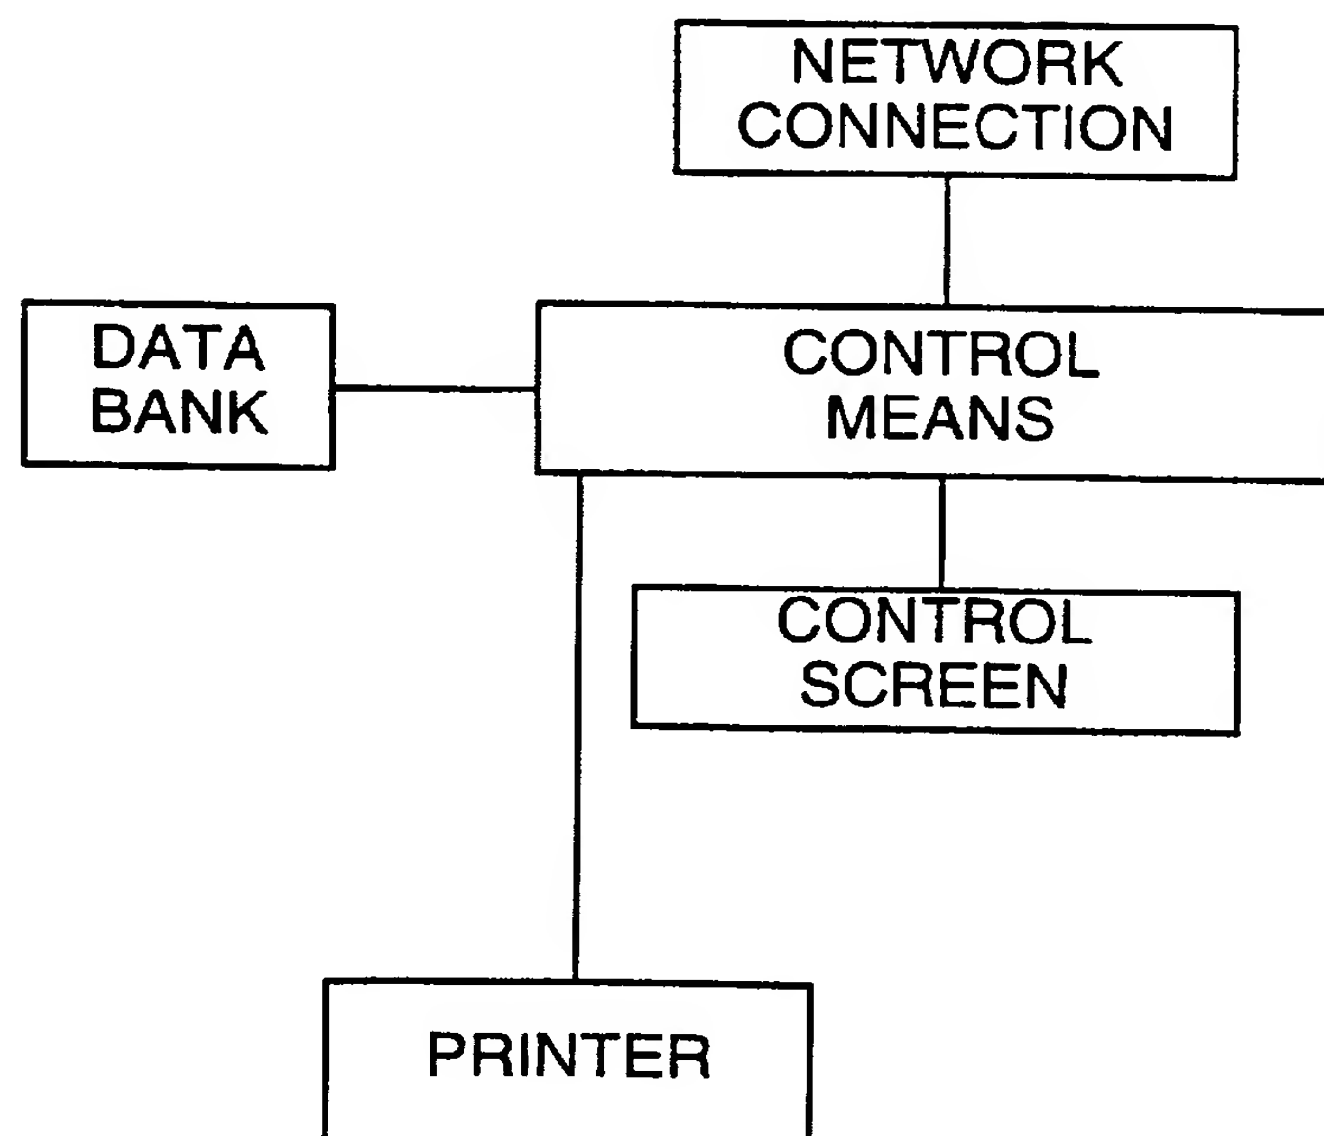 NETWORK
CONNECTION
DATA
BANK
CONTROL
MEANS
CONTROL
SCREEN
PRINTER